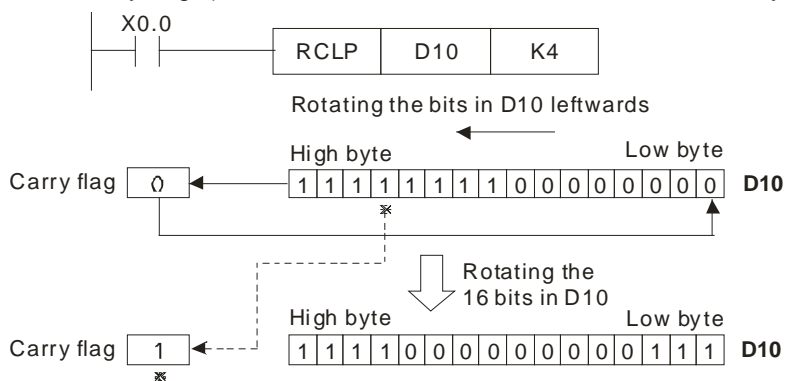 X0.0
RCLP D10 K4
Rotating the bits in D10 leftwards
High byte Low byte
Carry flag 0 1 1 1 1 1 1 1 1 0 0 0 0 0 0 0 0 D10
※
Rotating the
16 bits in D10
High byte Low byte
Carry flag 1 1 1 1 1 0 0 0 0 0 0 0 0 0 1 1 1 D10
※